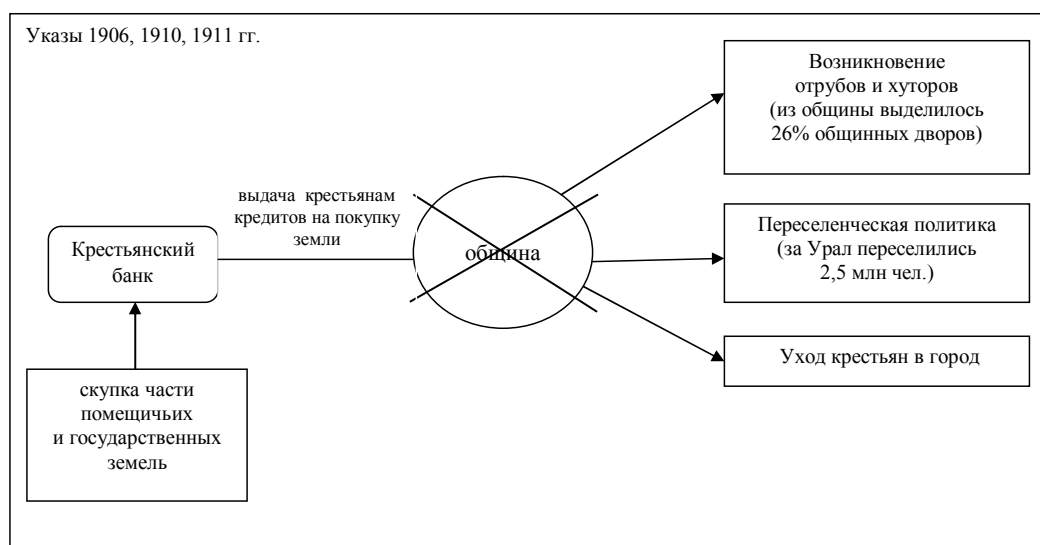 Указы 1906, 1910, 1911 гг.
Возникновение
отрубов и хуторов
(из общины выделилось
26% общинных дворов)
выдача крестьянам
кредитов на покупку
земли
Крестьянский
банк
община
Переселенческая политика
(за Урал переселились
2,5 млн чел.)
Уход крестьян в город
скупка части
помещичьих
и государственных
земель